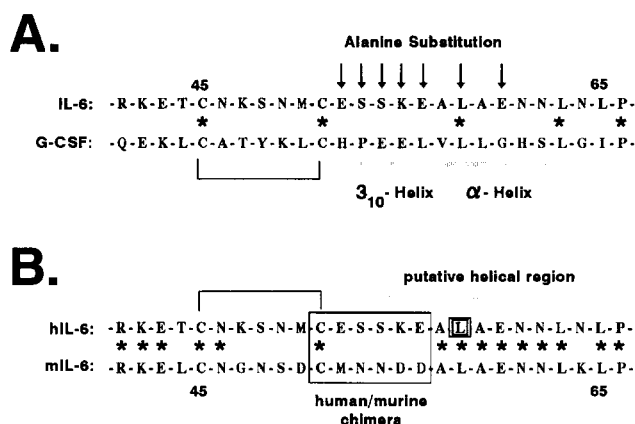 A.
Alanine Substitution
45 65
IL-6: -R-K-E-T-C-N-K-S-N-M-C-E-S-S-K-E-A-L-A-E-N-N-L-N-L-P-
* * * * *
G-CSF: -Q-E-K-L-C-A-T-Y-K-L-C-H-P-E-E-L-V-L-L-G-H-S-L-G-I-P-
3₁₀- Helix α- Helix
B.
putative helical region
hIL-6: -R-K-E-T-C-N-K-S-N-M-C-E-S-S-K-E-A-L-A-E-N-N-L-N-L-P-
* * * * * * * * * * * * * * *
mIL-6: -R-K-E-L-C-N-G-N-S-D-C-M-N-N-D-D-A-L-A-E-N-N-L-K-L-P-
45 65
human/murine
chimera